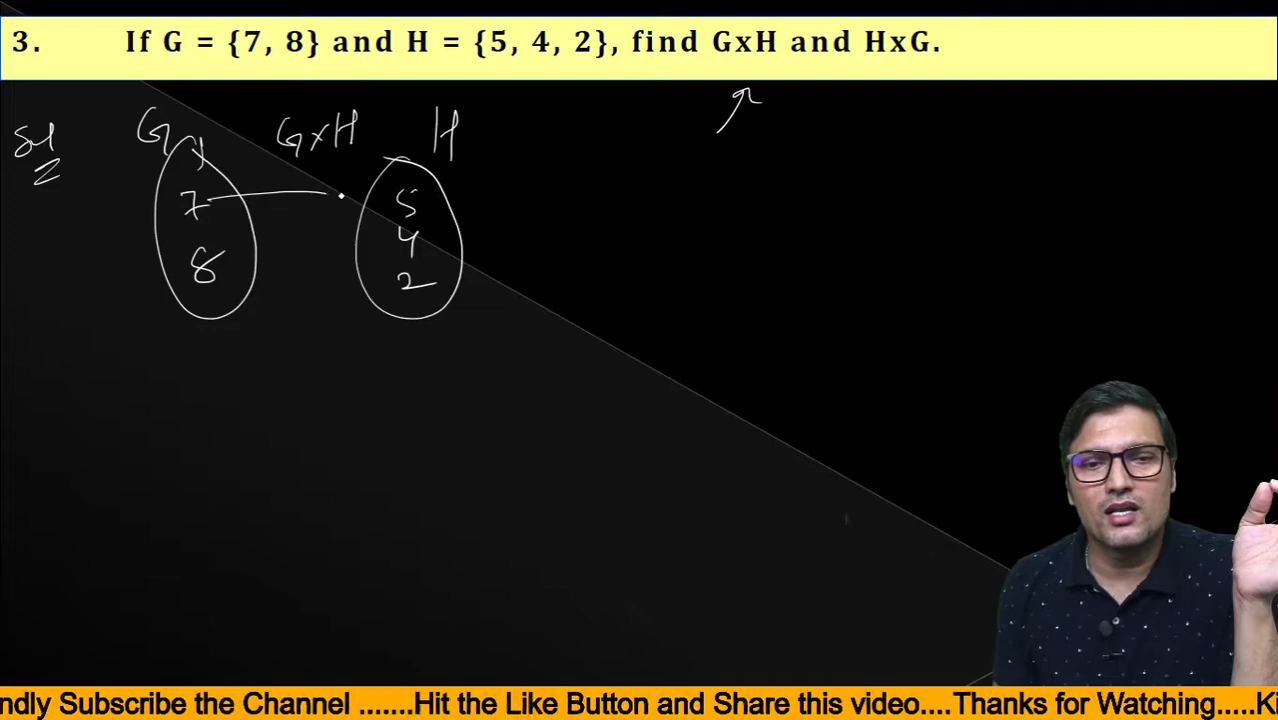 3. If G = {7, 8} and H = {5, 4, 2}, find GxH and HxG.
Sol G GxH H
7 5
4
8 2
ndly Subscribe the Channel .......Hit the Like Button and Share this video....Thanks for Watching.....Ki